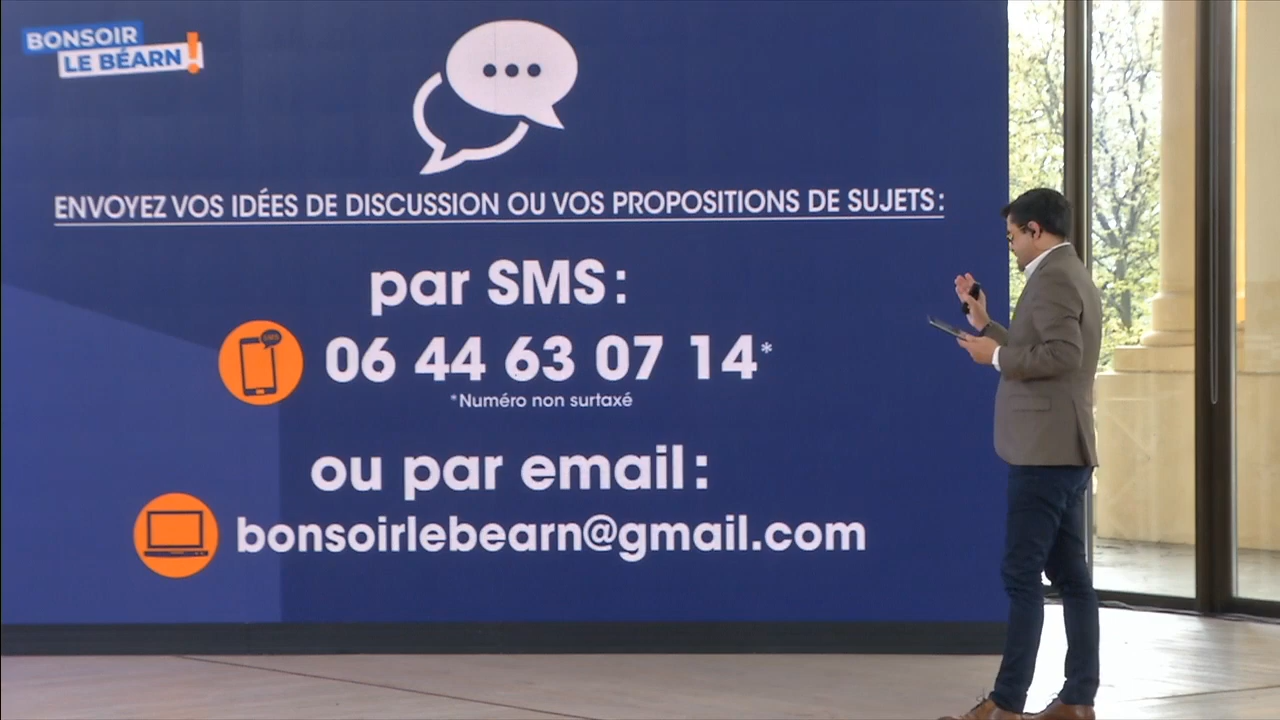 BONSOIR
LE BÉARN !
ENVOYEZ VOS IDÉES DE DISCUSSION OU VOS PROPOSITIONS DE SUJETS :
par SMS :
SMS
06 44 63 07 14*
*Numéro non surtaxé
ou par email :
bonsoirlebearn@gmail.com